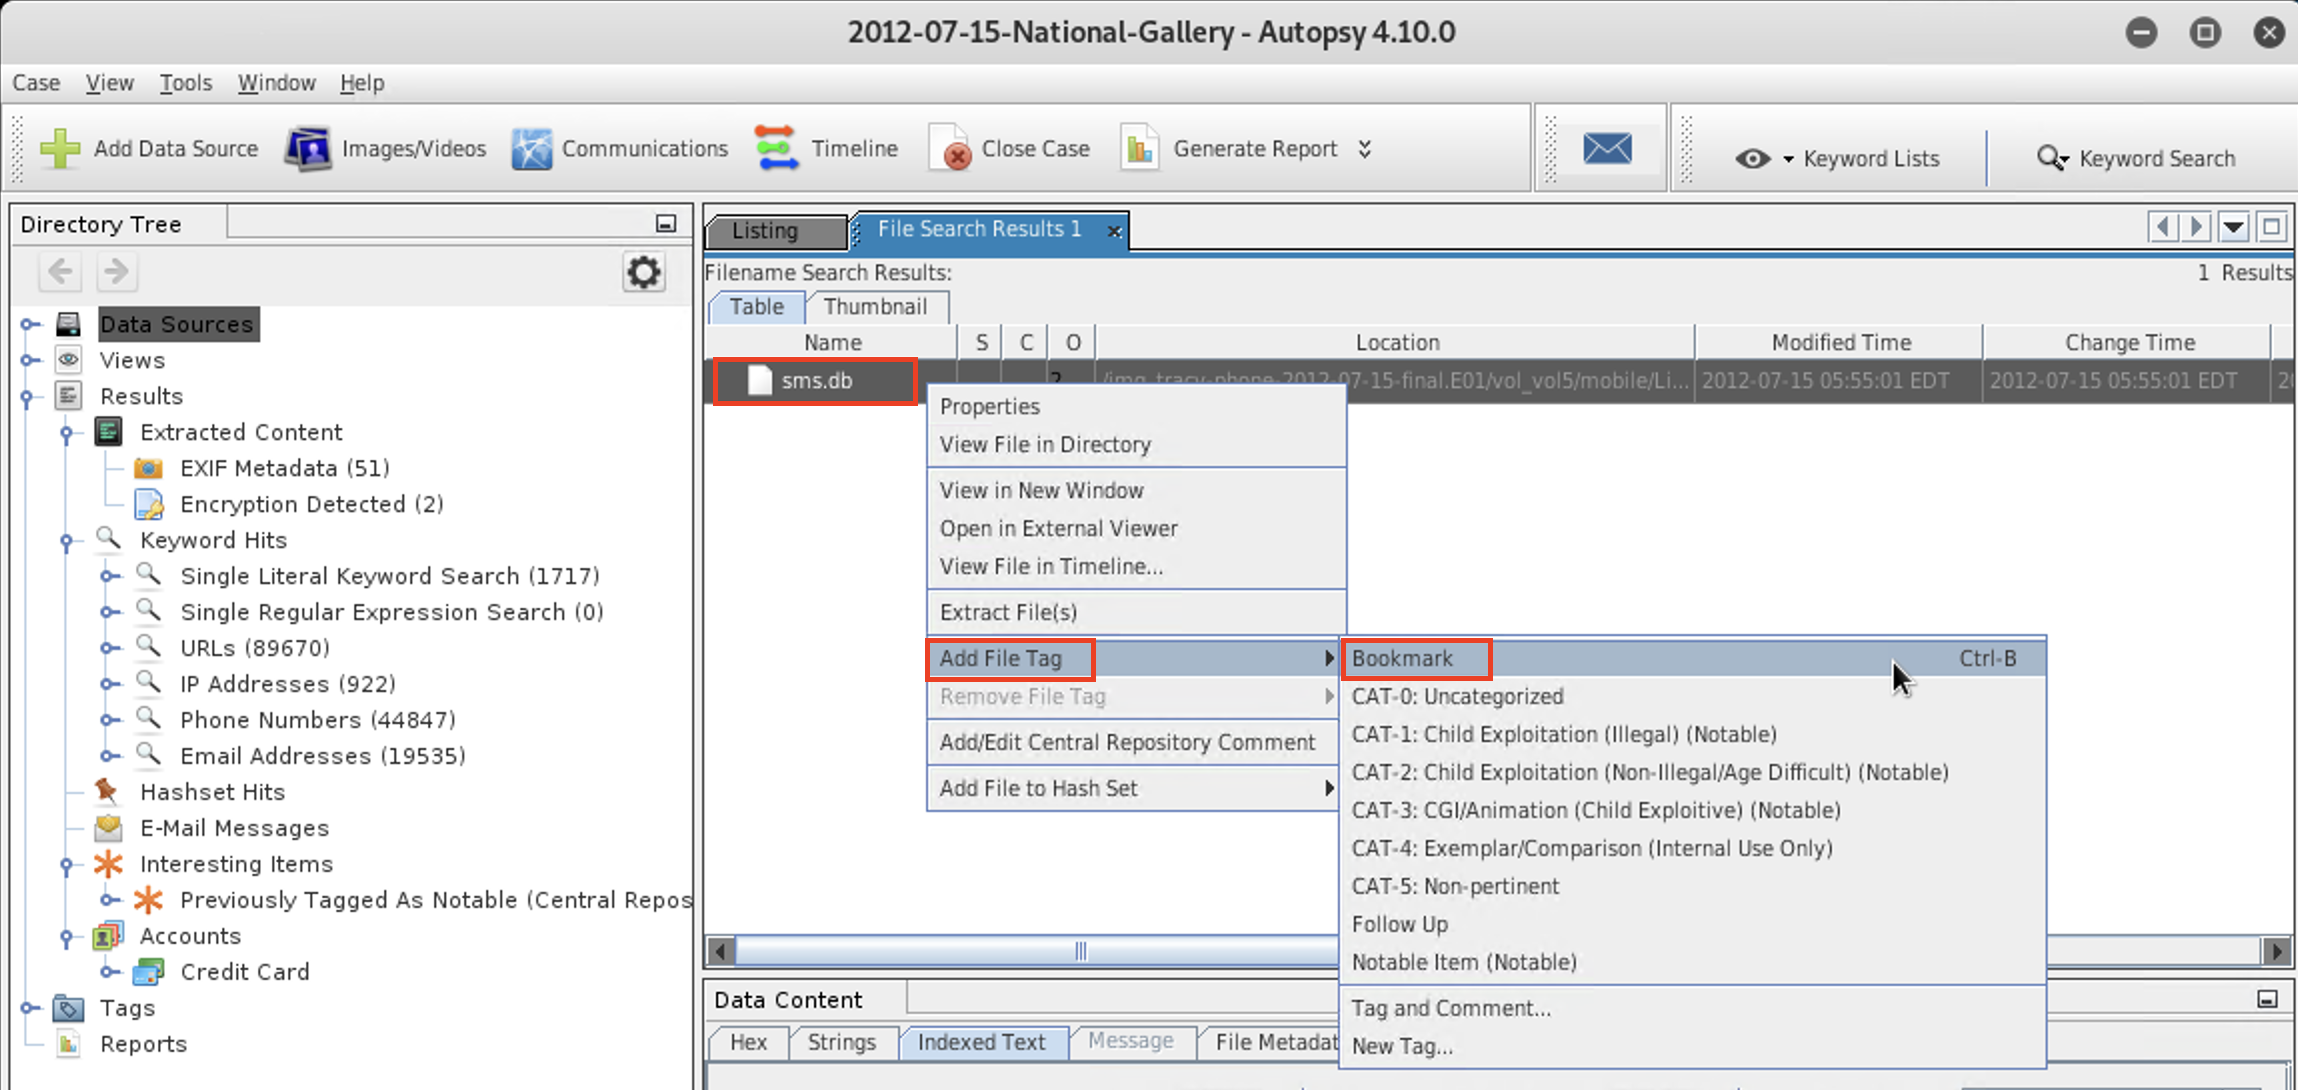 2012-07-15-National-Gallery - Autopsy 4.10.0
Case View Tools Window Help
Add Data Source Images/Videos Communications Timeline Close Case Generate Report Keyword Lists Keyword Search
Directory Tree
Data Sources
Views
Results
Extracted Content
EXIF Metadata (51)
Encryption Detected (2)
Keyword Hits
Single Literal Keyword Search (1717)
Single Regular Expression Search (0)
URLs (89670)
IP Addresses (922)
Phone Numbers (44847)
Email Addresses (19535)
Hashset Hits
E-Mail Messages
Interesting Items
Previously Tagged As Notable (Central Repos
Accounts
Credit Card
Tags
Reports
Listing File Search Results 1
Filename Search Results: 1 Results
Table Thumbnail
Name S C O Location Modified Time Change Time
sms.db 2 /img_tracy-phone-2012-07-15-final.E01/vol_vol5/mobile/Li... 2012-07-15 05:55:01 EDT 2012-07-15 05:55:01 EDT
Properties
View File in Directory
View in New Window
Open in External Viewer
View File in Timeline...
Extract File(s)
Add File Tag
Remove File Tag
Add/Edit Central Repository Comment
Add File to Hash Set
Bookmark Ctrl-B
CAT-0: Uncategorized
CAT-1: Child Exploitation (Illegal) (Notable)
CAT-2: Child Exploitation (Non-Illegal/Age Difficult) (Notable)
CAT-3: CGI/Animation (Child Exploitive) (Notable)
CAT-4: Exemplar/Comparison (Internal Use Only)
CAT-5: Non-pertinent
Follow Up
Notable Item (Notable)
Tag and Comment...
New Tag...
Data Content
Hex Strings Indexed Text Message File Metadat